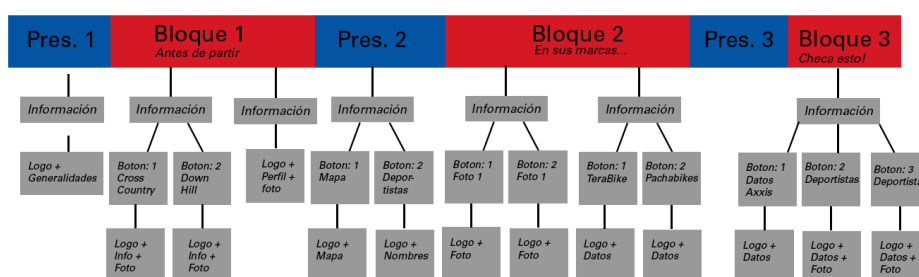 Pres. 1
Bloque 1
Antes de partir
Pres. 2
Bloque 2
En sus marcas...
Pres. 3
Bloque 3
Checa esto!
Información
Información
Información
Información
Información
Información
Información
Logo +
Generalidades
Boton: 1
Cross
Country
Boton: 2
Down
Hill
Logo +
Perfil +
foto
Boton: 1
Mapa
Boton: 2
Depor-
tistas
Boton: 1
Foto 1
Boton: 2
Foto 1
Boton: 1
TeraBike
Boton: 2
Pachabikes
Boton: 1
Datos
Axxis
Boton: 2
Deportistas
Boton: 3
Deportista
Logo +
Info +
Foto
Logo +
Info +
Foto
Logo +
Mapa
Logo +
Nombres
Logo +
Foto
Logo +
Foto
Logo +
Datos
Logo +
Datos
Logo +
Datos
Logo +
Datos +
Foto
Logo +
Datos +
Foto